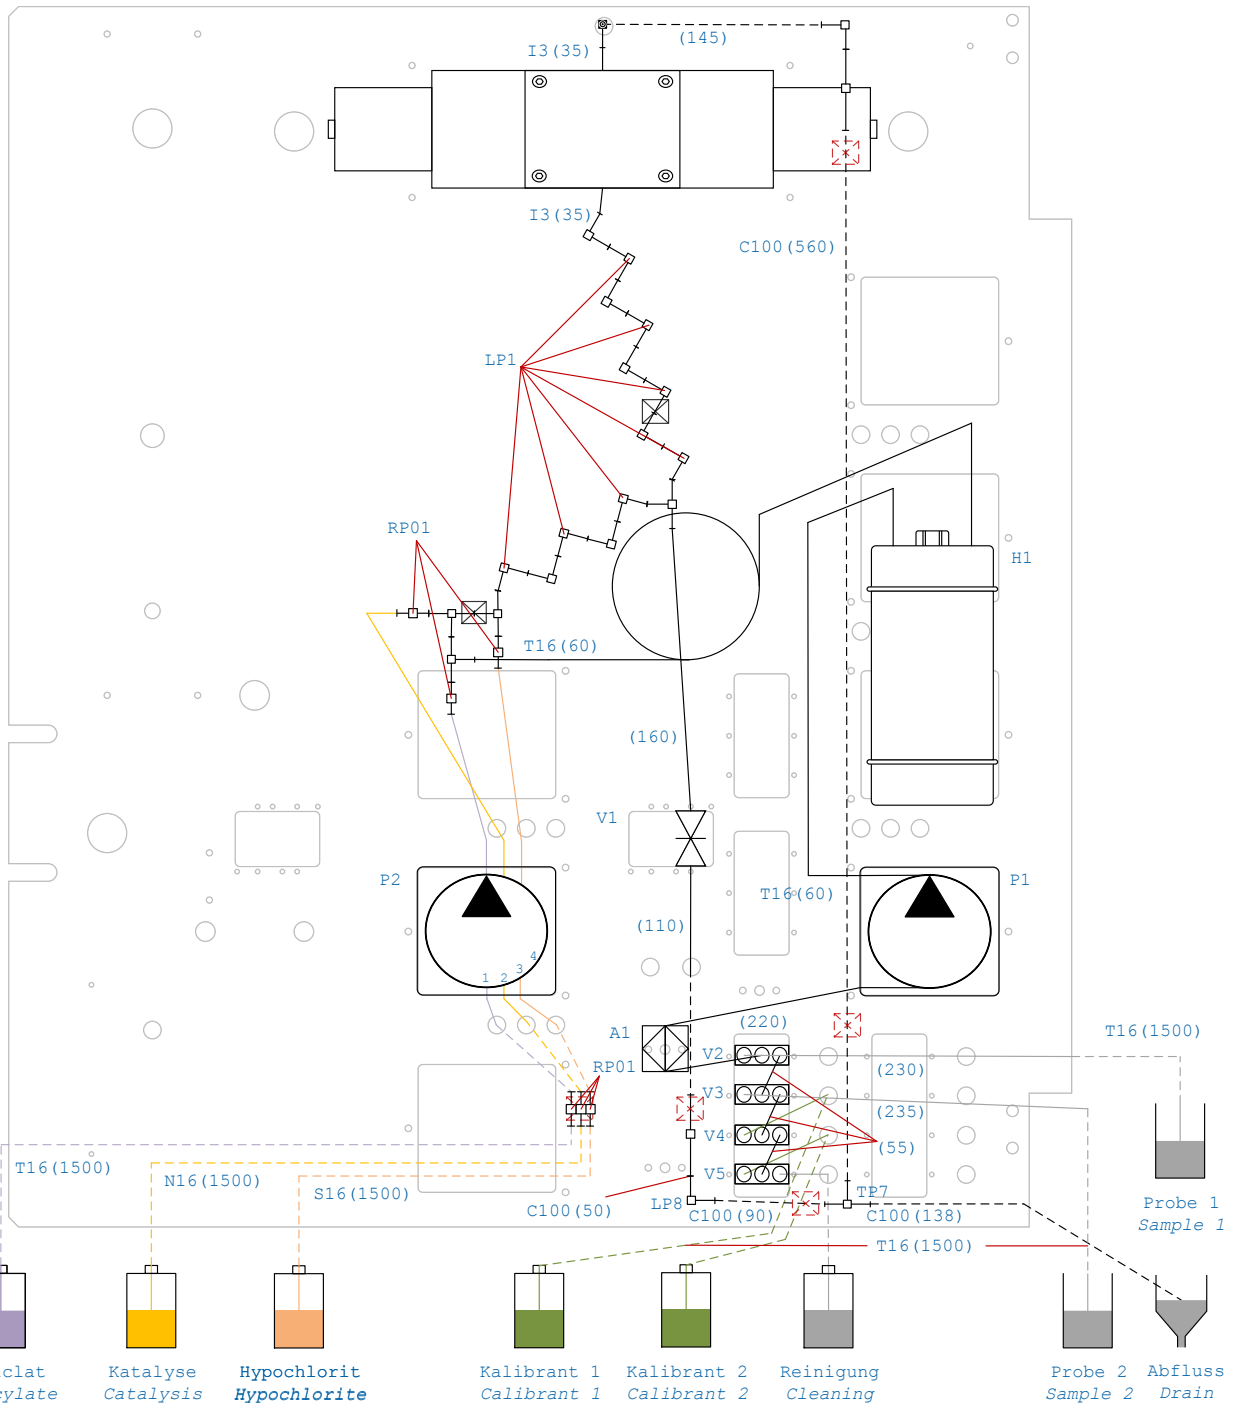 (145)
I3(35)
I3(35)
C100(560)
LP1
RP01
H1
T16(60)
(160)
V1
P2
T16(60)
P1
(110)
4
3
1
2
(220)
A1
T16(1500)
V2
RP01
(230)
V3
(235)
V4
(55)
T16(1500)
V5
N16(1500)
S16(1500)
TP7
LP8
Probe 1
C100(50)
C100(90)
C100(138)
Sample 1
T16(1500)
clat
Katalyse
Hypochlorit
Kalibrant 1
Kalibrant 2
Reinigung
Probe 2
Abfluss
cylate
Catalysis
Hypochlorite
Calibrant 1
Calibrant 2
Cleaning
Sample 2
Drain